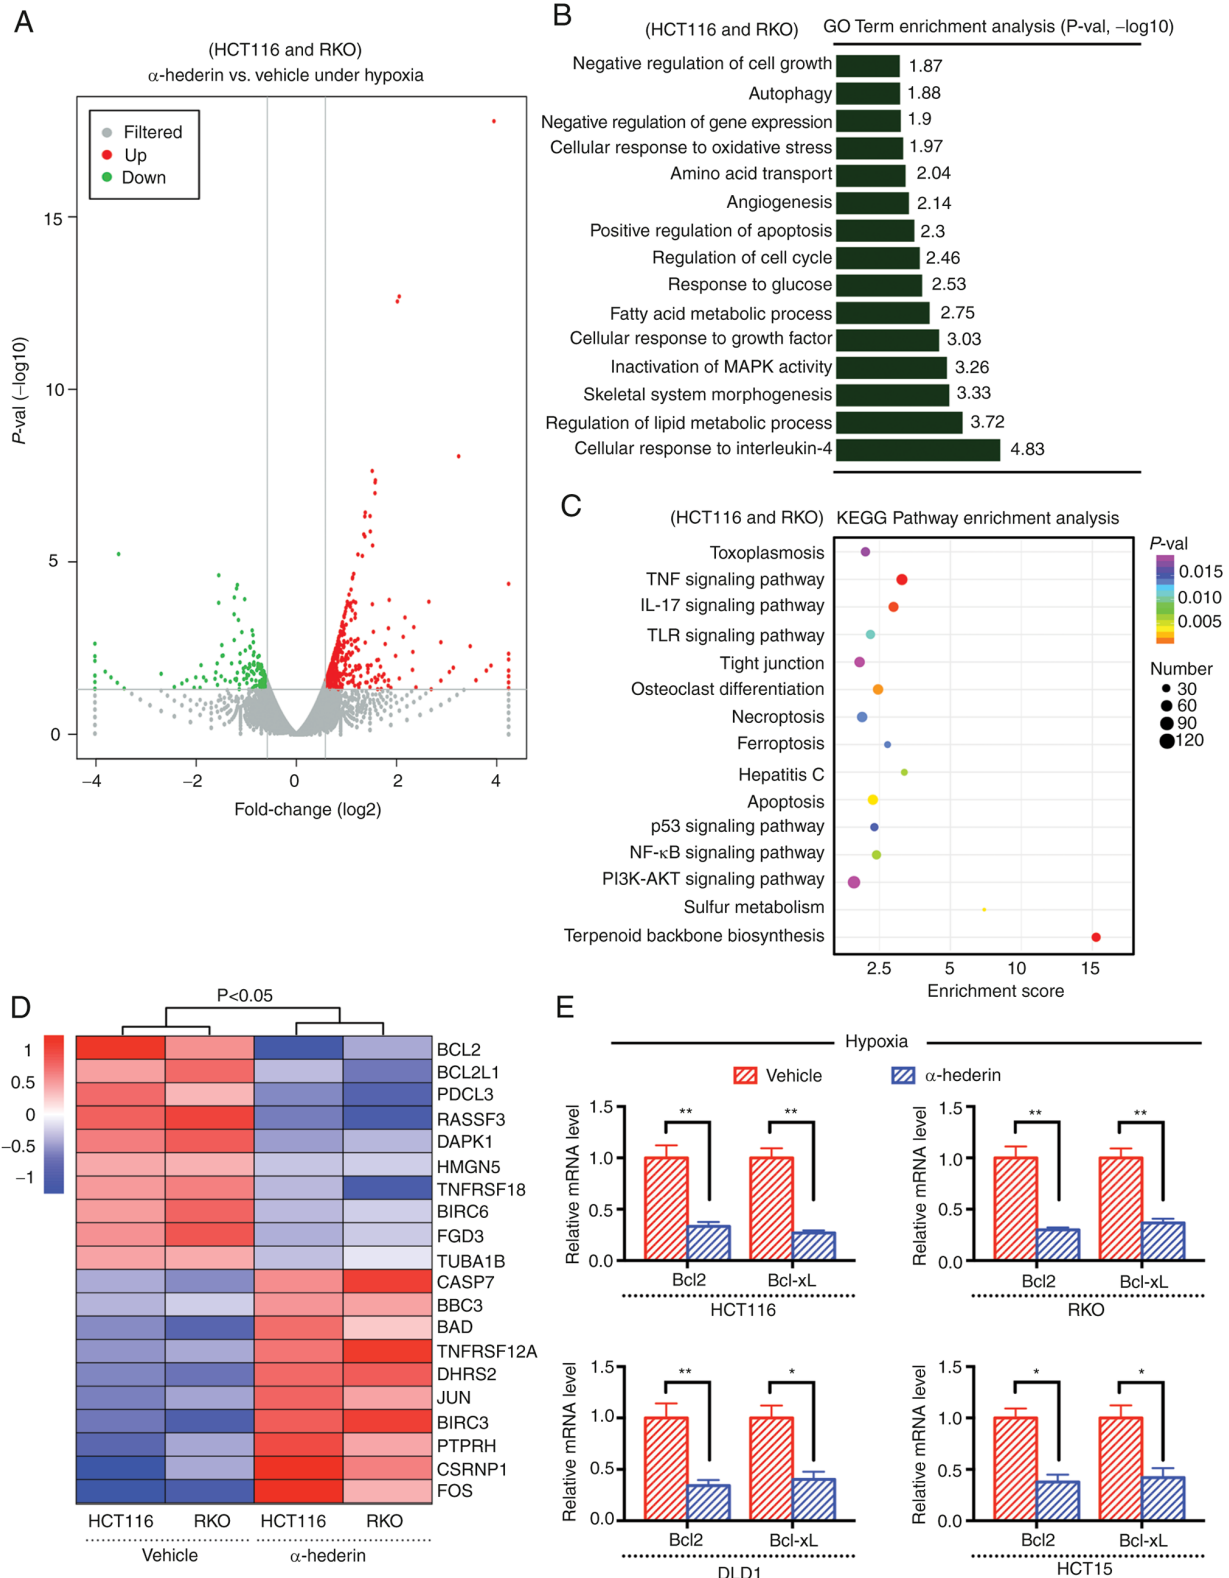 A
(HCT116 and RKO)
α-hederin vs. vehicle under hypoxia
Filtered
Up
Down
P-val (−log10)
15
10
5
0
−4
−2
0
2
4
Fold-change (log2)
B
(HCT116 and RKO)
GO Term enrichment analysis (P-val, −log10)
Negative regulation of cell growth 1.87
Autophagy 1.88
Negative regulation of gene expression 1.9
Cellular response to oxidative stress 1.97
Amino acid transport 2.04
Angiogenesis 2.14
Positive regulation of apoptosis 2.3
Regulation of cell cycle 2.46
Response to glucose 2.53
Fatty acid metabolic process 2.75
Cellular response to growth factor 3.03
Inactivation of MAPK activity 3.26
Skeletal system morphogenesis 3.33
Regulation of lipid metabolic process 3.72
Cellular response to interleukin-4 4.83
C
(HCT116 and RKO) KEGG Pathway enrichment analysis
Toxoplasmosis
TNF signaling pathway
IL-17 signaling pathway
TLR signaling pathway
Tight junction
Osteoclast differentiation
Necroptosis
Ferroptosis
Hepatitis C
Apoptosis
p53 signaling pathway
NF-κB signaling pathway
PI3K-AKT signaling pathway
Sulfur metabolism
Terpenoid backbone biosynthesis
2.5
5
10
15
Enrichment score
P-val
0.015
0.010
0.005
Number
30
60
90
120
D
P<0.05
1
0.5
0
−0.5
−1
BCL2
BCL2L1
PDCL3
RASSF3
DAPK1
HMGN5
TNFRSF18
BIRC6
FGD3
TUBA1B
CASP7
BBC3
BAD
TNFRSF12A
DHRS2
JUN
BIRC3
PTPRH
CSRNP1
FOS
HCT116
RKO
HCT116
RKO
Vehicle
α-hederin
E
Hypoxia
Vehicle
α-hederin
Relative mRNA level
1.5
1.0
0.5
0.0
**
**
Bcl2
Bcl-xL
HCT116
Relative mRNA level
1.5
1.0
0.5
0.0
**
**
Bcl2
Bcl-xL
RKO
Relative mRNA level
1.5
1.0
0.5
0.0
**
*
Bcl2
Bcl-xL
DLD1
Relative mRNA level
1.5
1.0
0.5
0.0
*
*
Bcl2
Bcl-xL
HCT15